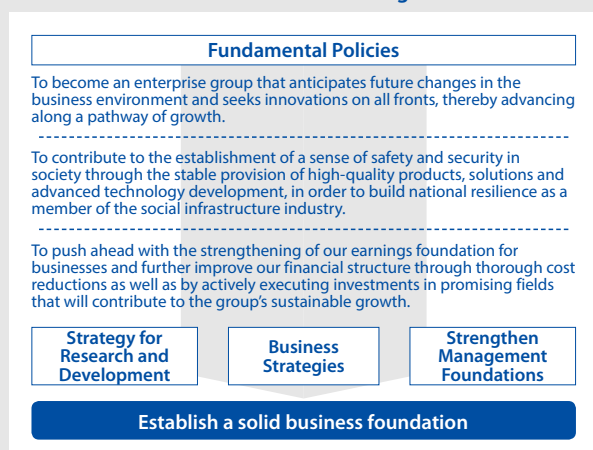 Fundamental Policies
To become an enterprise group that anticipates future changes in the
business environment and seeks innovations on all fronts, thereby advancing
along a pathway of growth.
To contribute to the establishment of a sense of safety and security in
society through the stable provision of high-quality products, solutions and
advanced technology development, in order to build national resilience as a
member of the social infrastructure industry.
To push ahead with the strengthening of our earnings foundation for
businesses and further improve our financial structure through thorough cost
reductions as well as by actively executing investments in promising fields
that will contribute to the group’s sustainable growth.
Strategy for
Research and
Development
Business
Strategies
Strengthen
Management
Foundations
Establish a solid business foundation